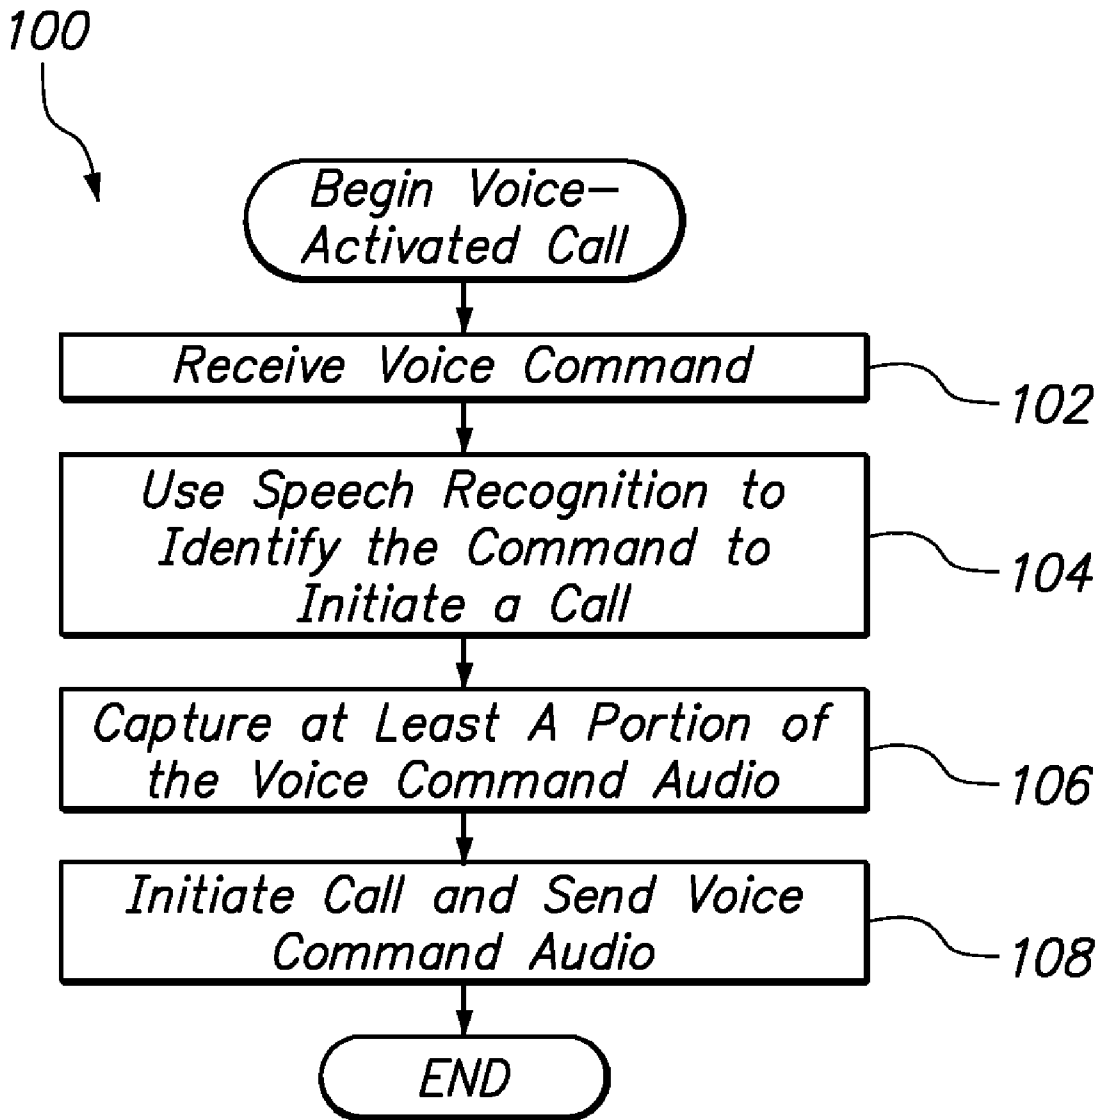 100
Begin Voice-
Activated Call
Receive Voice Command
102
Use Speech Recognition to
Identify the Command to
Initiate a Call
104
Capture at Least A Portion of
the Voice Command Audio
106
Initiate Call and Send Voice
Command Audio
108
END